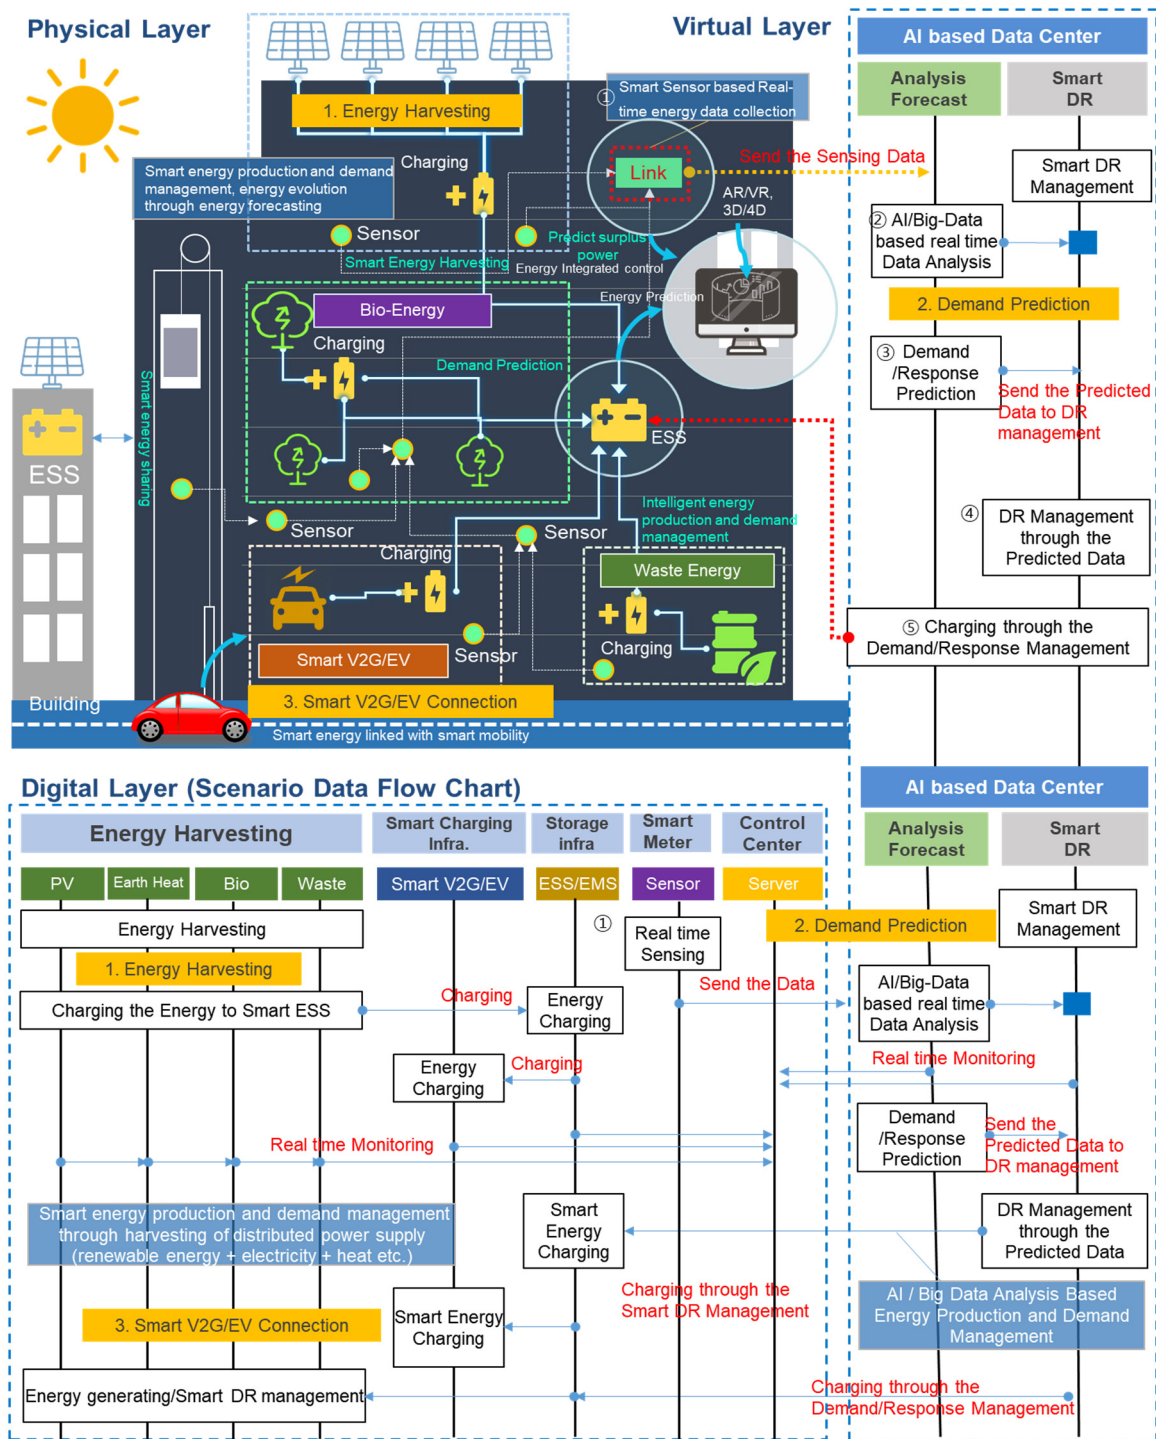 Physical Layer
Virtual Layer
AI based Data Center
Analysis
Forecast
Smart
DR
① Smart Sensor based Real-
time energy data collection
1. Energy Harvesting
Charging
Link
Send the Sensing Data
Smart DR
Management
Smart energy production and demand
management, energy evolution
through energy forecasting
AR/VR,
3D/4D
Sensor
② AI/Big-Data
based real time
Data Analysis
Predict surplus
power
Smart Energy Harvesting
Energy Integrated control
Energy Prediction
2. Demand Prediction
Bio-Energy
Charging
Demand Prediction
③ Demand
/Response
Prediction
Send the Predicted
Data to DR
management
Smart energy sharing
ESS
ESS
Intelligent energy
production and demand
management
④
DR Management
through the
Predicted Data
Sensor
Sensor
Charging
Waste Energy
⑤ Charging through the
Demand/Response Management
Charging
Smart V2G/EV
Sensor
3. Smart V2G/EV Connection
Building
Smart energy linked with smart mobility
Digital Layer (Scenario Data Flow Chart)
AI based Data Center
Energy Harvesting
Smart Charging
Infra.
Storage
infra
Smart
Meter
Control
Center
Analysis
Forecast
Smart
DR
PV
Earth Heat
Bio
Waste
Smart V2G/EV
ESS/EMS
Sensor
Server
Energy Harvesting
①
Real time
Sensing
2. Demand Prediction
Smart DR
Management
1. Energy Harvesting
Charging the Energy to Smart ESS
Charging
Energy
Charging
Send the Data
AI/Big-Data
based real time
Data Analysis
Energy
Charging
Charging
Real time Monitoring
Real time Monitoring
Demand
/Response
Prediction
Send the
Predicted Data to
DR management
Smart energy production and demand management
through harvesting of distributed power supply
(renewable energy + electricity + heat etc.)
Smart
Energy
Charging
DR Management
through the
Predicted Data
Charging through the
Smart DR Management
AI / Big Data Analysis Based
Energy Production and Demand
Management
3. Smart V2G/EV Connection
Smart Energy
Charging
Energy generating/Smart DR management
Charging through the
Demand/Response Management